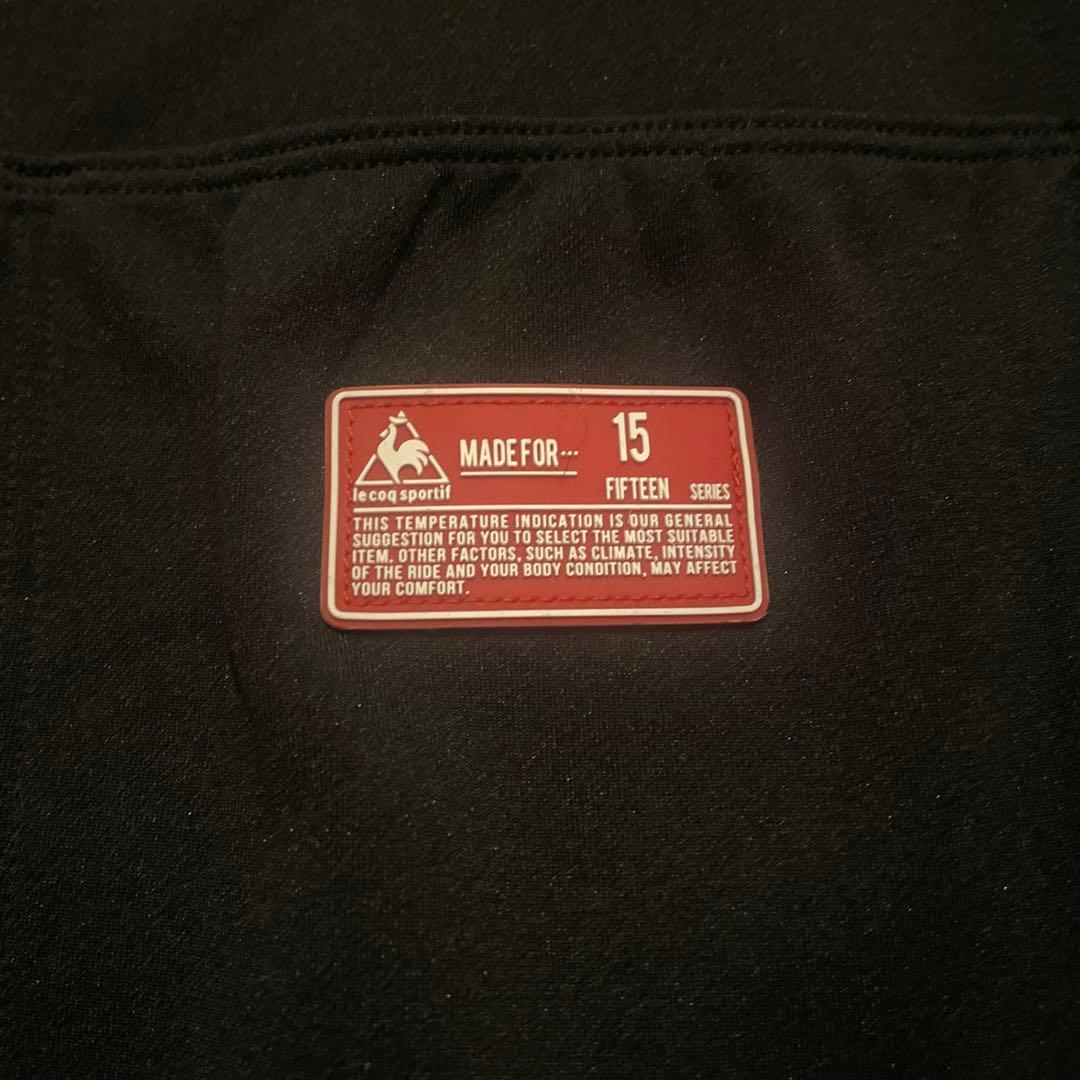 le coq sportif
MADE FOR...
15
FIFTEEN SERIES
THIS TEMPERATURE INDICATION IS OUR GENERAL
SUGGESTION FOR YOU TO SELECT THE MOST SUITABLE
ITEM. OTHER FACTORS, SUCH AS CLIMATE, INTENSITY
OF THE RIDE AND YOUR BODY CONDITION, MAY AFFECT
YOUR COMFORT.